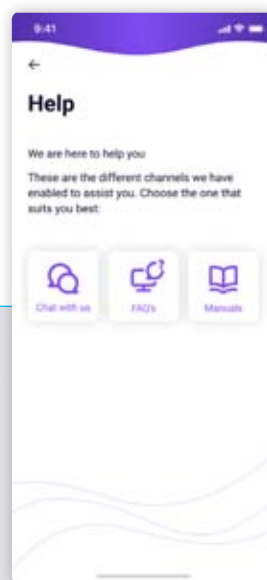 9:41
Help
We are here to help you
These are the different channels we have
enabled to assist you. Choose the one that
suits you best:
Chat with us
FAQ's
Manuals